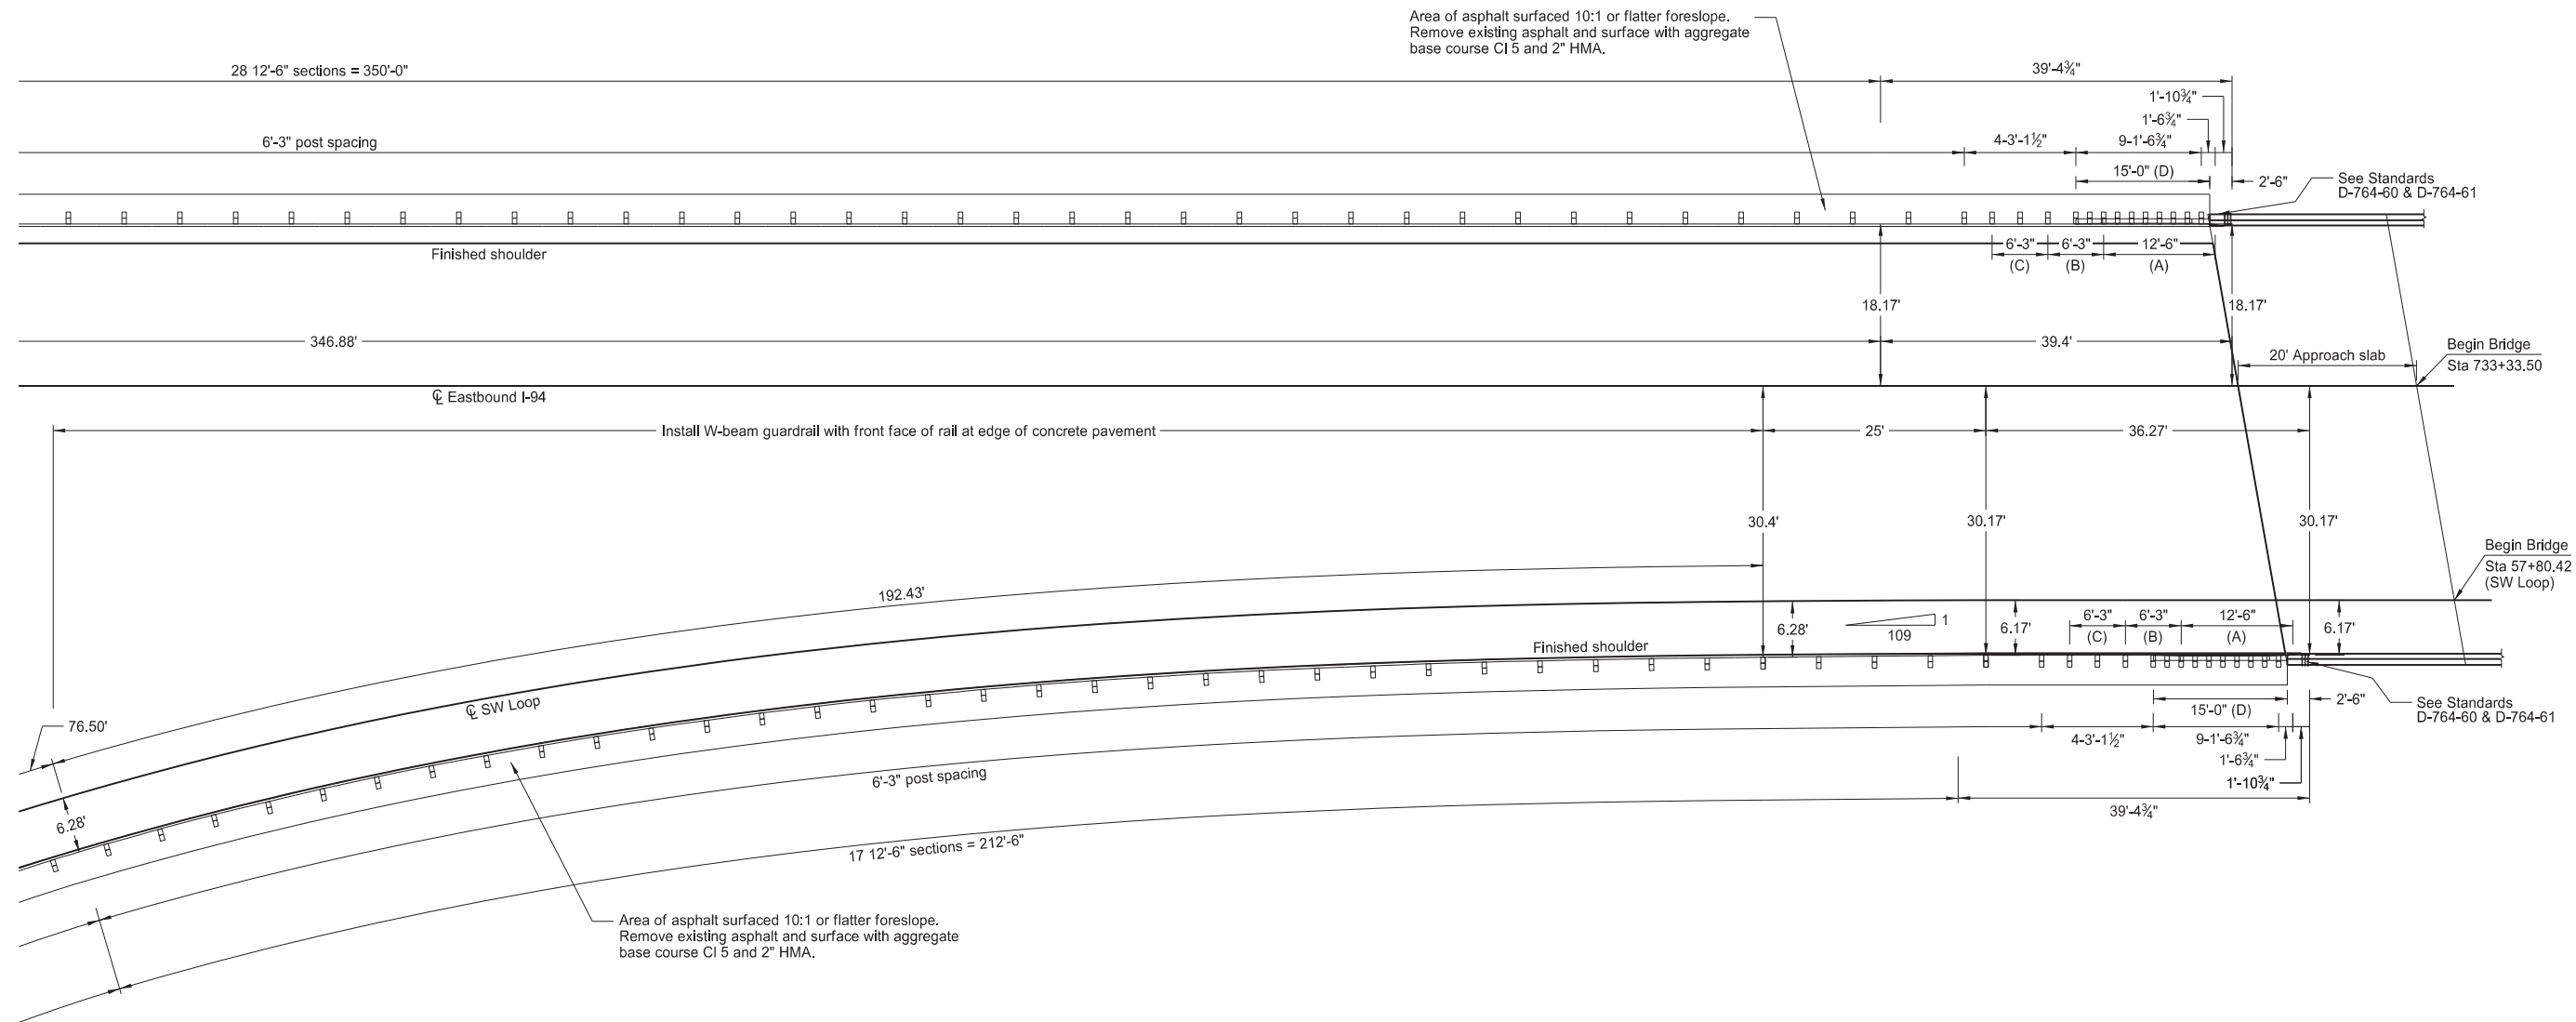 Area of asphalt surfaced 10:1 or flatter foreslope.
Remove existing asphalt and surface with aggregate
base course Cl 5 and 2" HMA.
28 12'-6" sections = 350'-0"
39'-4¾"
1'-10¾"
1'-6¾"
6'-3" post spacing
4-3'-1½"
9-1'-6¾"
15'-0" (D)
2'-6"
See Standards
D-764-60 & D-764-61
Finished shoulder
6'-3"
6'-3"
12'-6"
(C)
(B)
(A)
18.17'
18.17'
346.88'
39.4'
20' Approach slab
Begin Bridge
Sta 733+33.50
℄ Eastbound I-94
Install W-beam guardrail with front face of rail at edge of concrete pavement
25'
36.27'
30.4'
30.17'
30.17'
Begin Bridge
Sta 57+80.42
(SW Loop)
192.43'
6.28'
1
109
6.17'
6'-3"
6'-3"
12'-6"
(C)
(B)
(A)
6.17'
Finished shoulder
℄ SW Loop
76.50'
15'-0" (D)
2'-6"
See Standards
D-764-60 & D-764-61
4-3'-1½"
9-1'-6¾"
1'-6¾"
1'-10¾"
6'-3" post spacing
39'-4¾"
6.28'
17 12'-6" sections = 212'-6"
Area of asphalt surfaced 10:1 or flatter foreslope.
Remove existing asphalt and surface with aggregate
base course Cl 5 and 2" HMA.